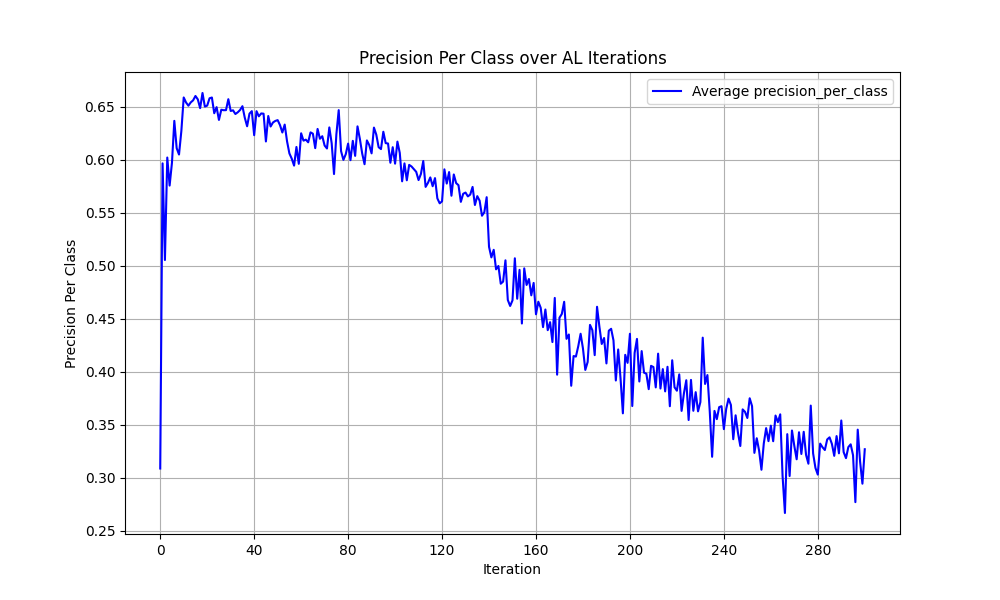 Precision Per Class over AL Iterations
Average precision_per_class
Precision Per Class
0.65
0.60
0.55
0.50
0.45
0.40
0.35
0.30
0.25
0 40 80 120 160 200 240 280
Iteration